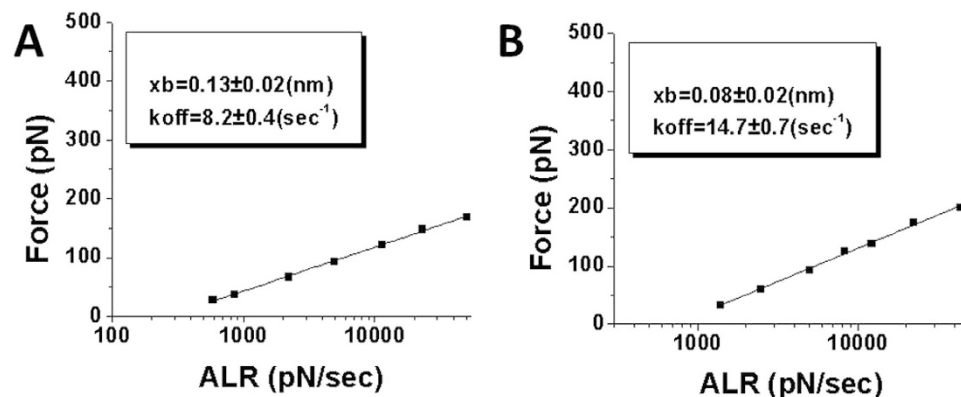 A
Force (pN)
500
400
300
200
100
0
xb=0.13±0.02(nm)
koff=8.2±0.4(sec⁻¹)
100
1000
10000
ALR (pN/sec)
B
Force (pN)
500
400
300
200
100
0
xb=0.08±0.02(nm)
koff=14.7±0.7(sec⁻¹)
1000
10000
ALR (pN/sec)